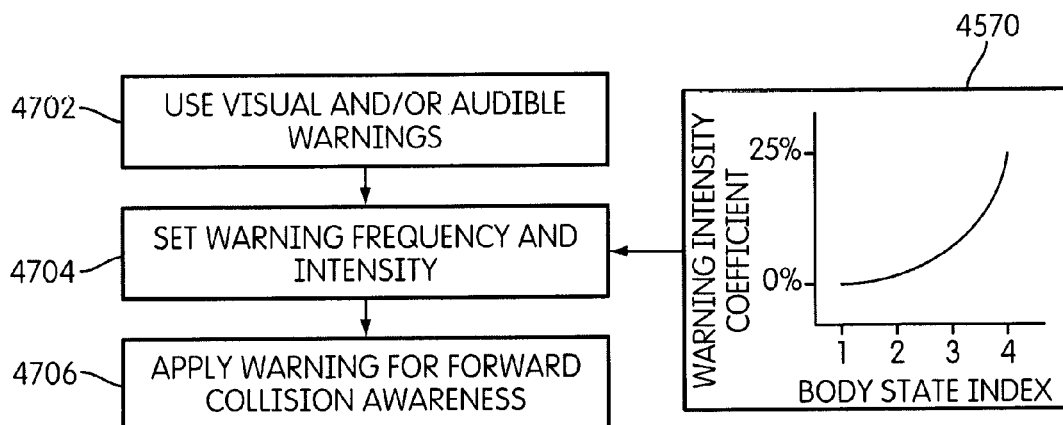 4570
4702
USE VISUAL AND/OR AUDIBLE
WARNINGS
4704
SET WARNING FREQUENCY AND
INTENSITY
4706
APPLY WARNING FOR FORWARD
COLLISION AWARENESS
WARNING INTENSITY
COEFFICIENT
25%
0%
1 2 3 4
BODY STATE INDEX